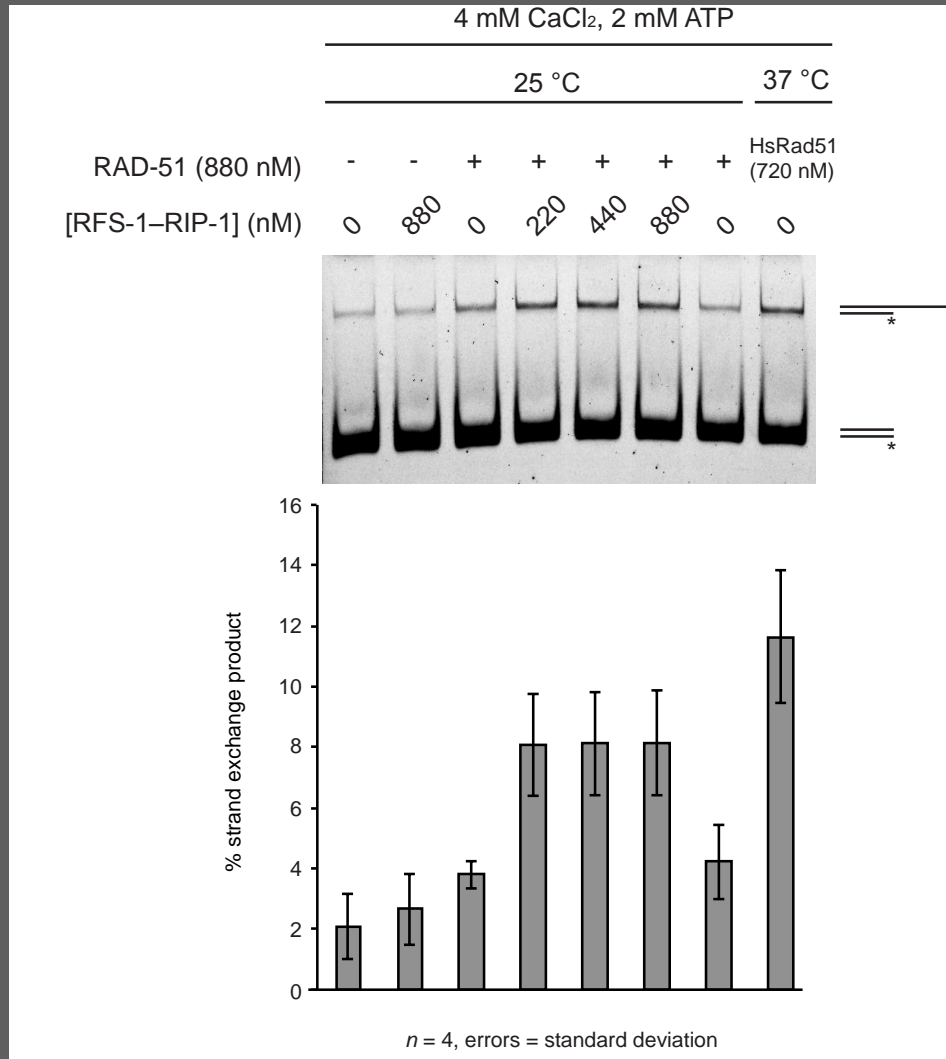 4 mM CaCl₂, 2 mM ATP
25 °C
37 °C
RAD-51 (880 nM) - - + + + + + HsRad51 (720 nM)
[RFS-1–RIP-1] (nM) 0 880 0 220 440 880 0 0
*
*
16
14
12
10
8
6
4
2
0
% strand exchange product
n = 4, errors = standard deviation